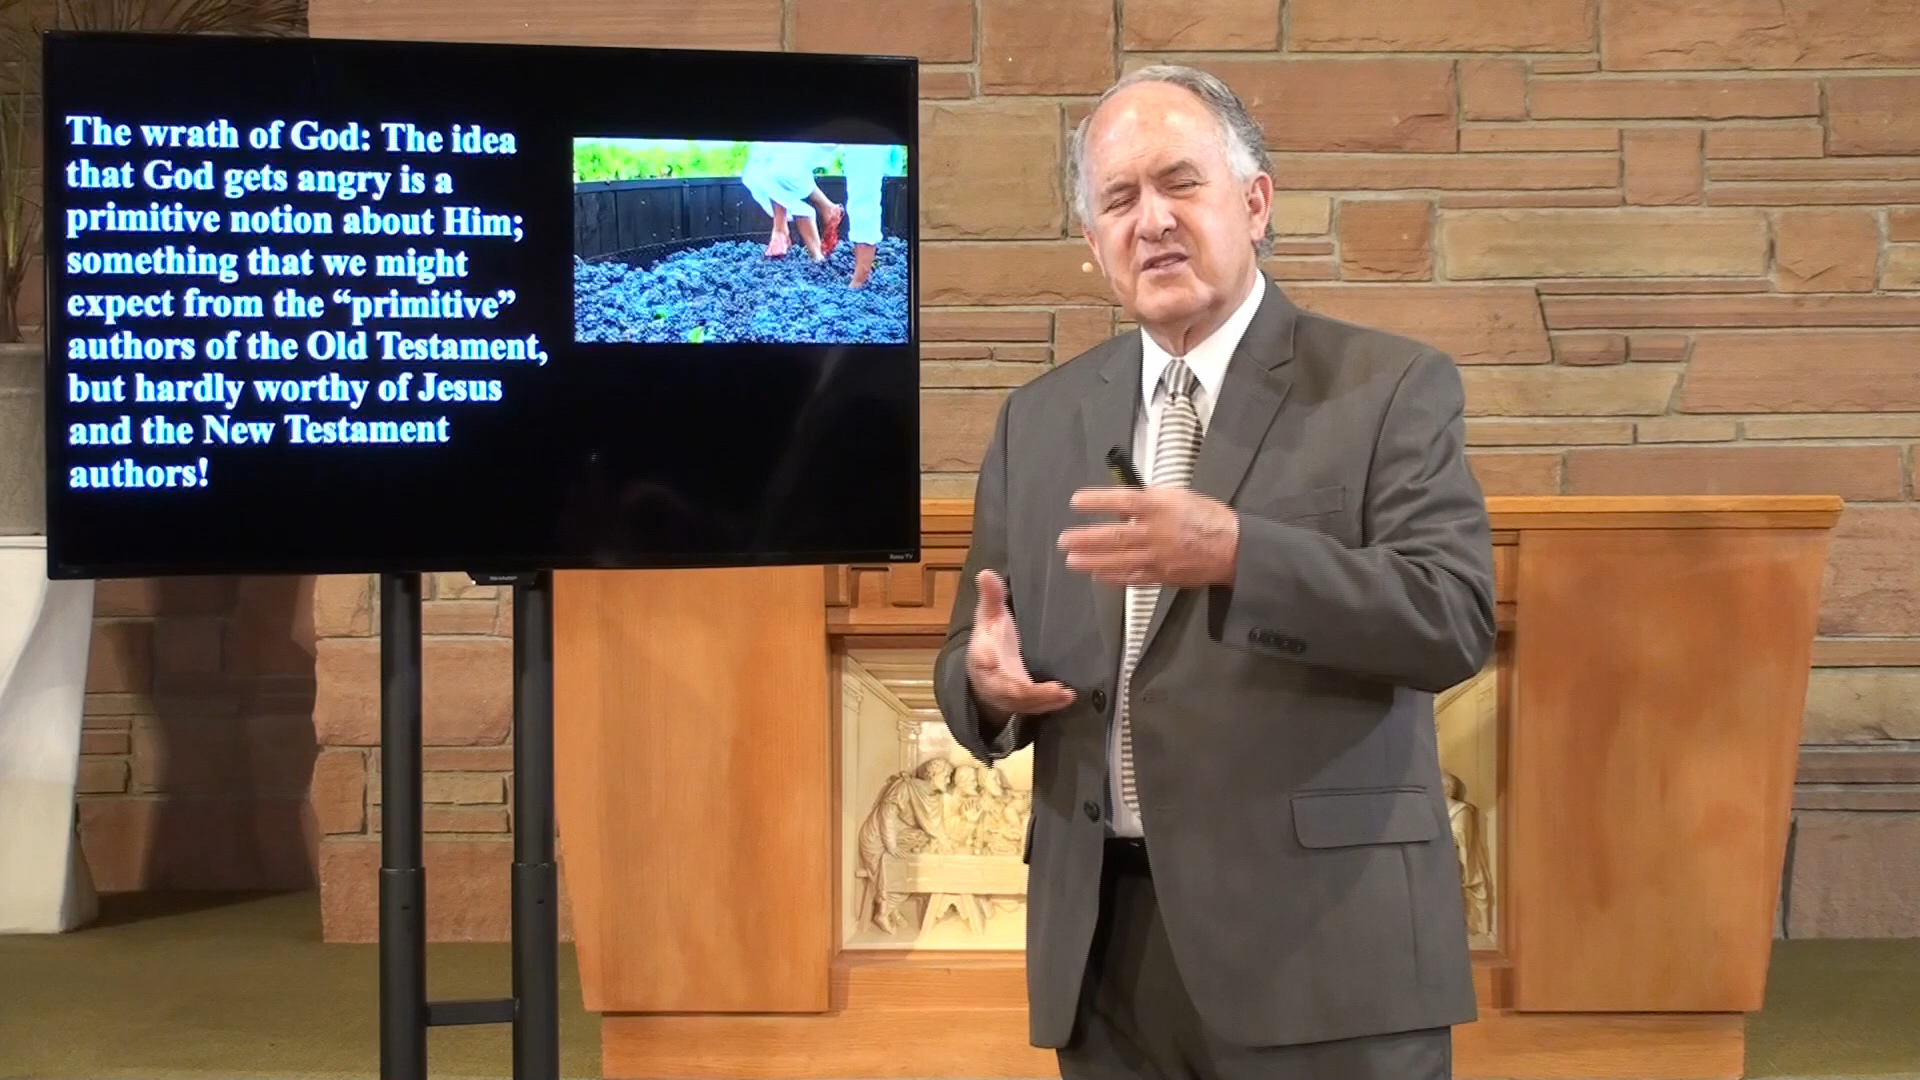 The wrath of God: The idea
that God gets angry is a
primitive notion about Him;
something that we might
expect from the “primitive”
authors of the Old Testament,
but hardly worthy of Jesus
and the New Testament
authors!
Roku TV